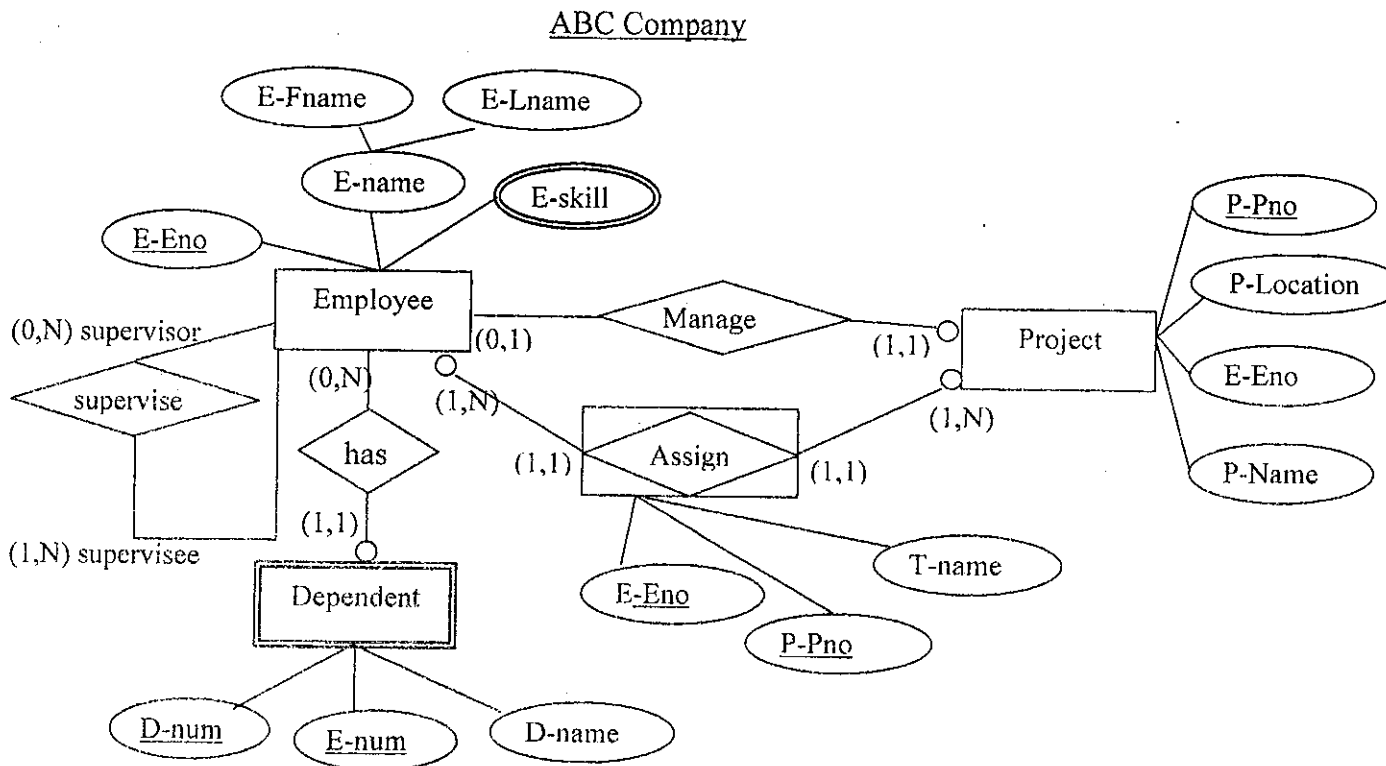 ABC Company
E-Fname
E-Lname
E-name
E-skill
E-Eno
P-Pno
P-Location
E-Eno
P-Name
Employee
Manage
Project
(0,N) supervisor
(0,1)
(1,1)
(0,N)
(1,N)
(1,N)
supervise
has
Assign
(1,1)
(1,1)
(1,1)
(1,N) supervisee
Dependent
E-Eno
T-name
P-Pno
D-num
E-num
D-name